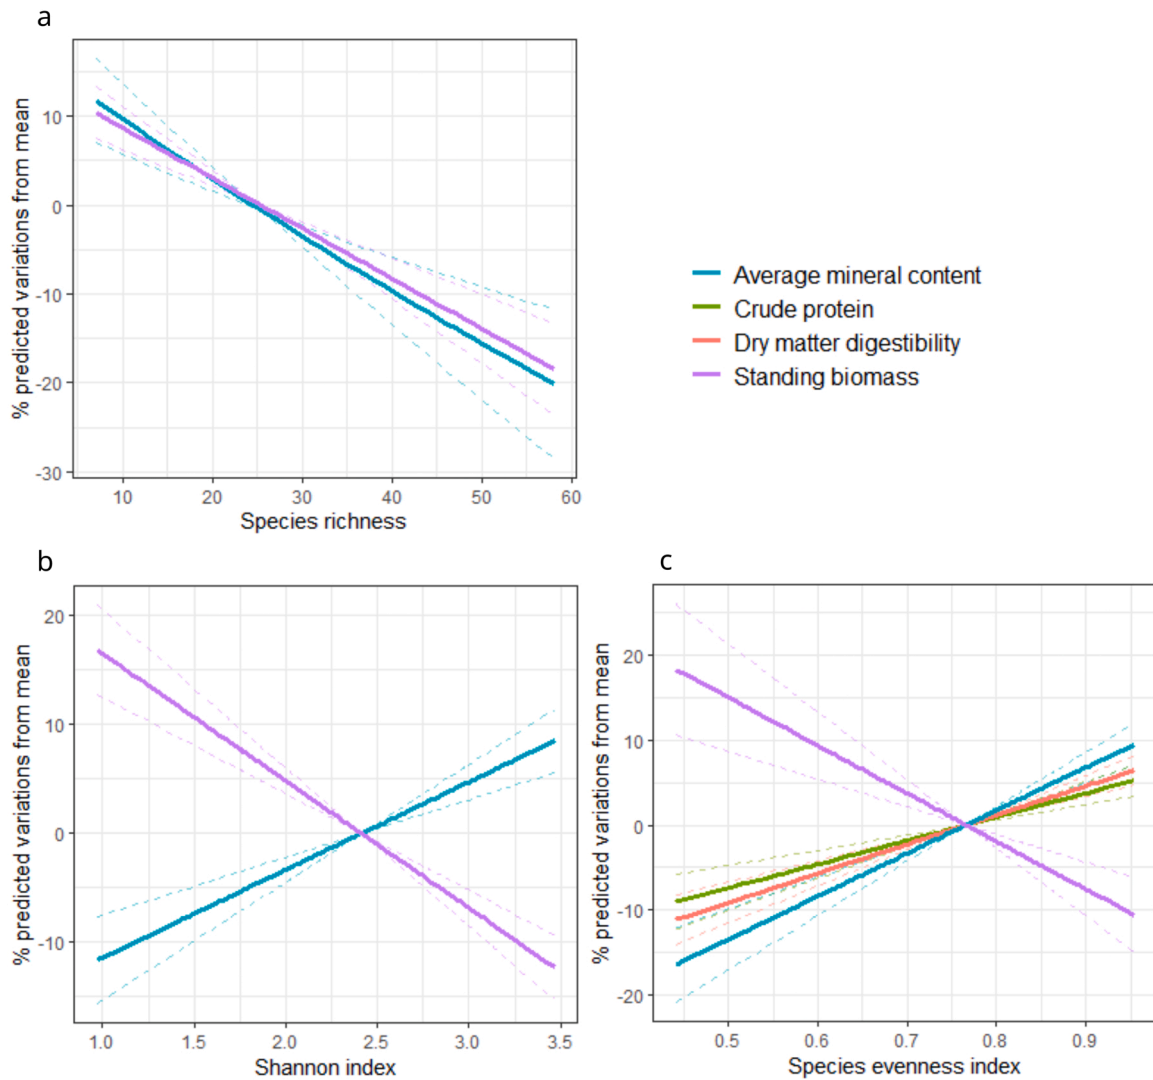 a
% predicted variations from mean
10
0
-10
-20
-30
10 20 30 40 50 60
Species richness
Average mineral content
Crude protein
Dry matter digestibility
Standing biomass
b
% predicted variations from mean
20
10
0
-10
1.0 1.5 2.0 2.5 3.0 3.5
Shannon index
c
% predicted variations from mean
20
10
0
-10
-20
0.5 0.6 0.7 0.8 0.9
Species evenness index